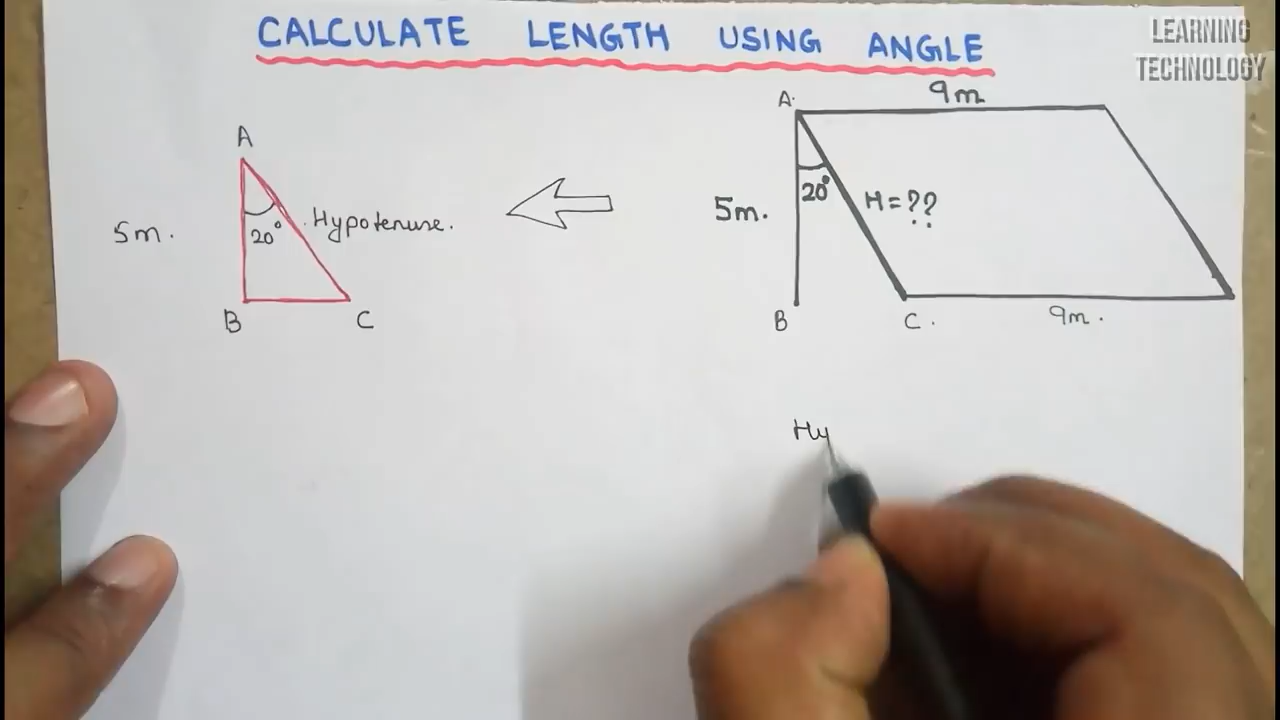 CALCULATE LENGTH USING ANGLE
LEARNING
TECHNOLOGY
A
5m.
20°
Hypotenuse.
B
C
A.
9m
5m.
20°
H=??
B
C.
9m.
Hy